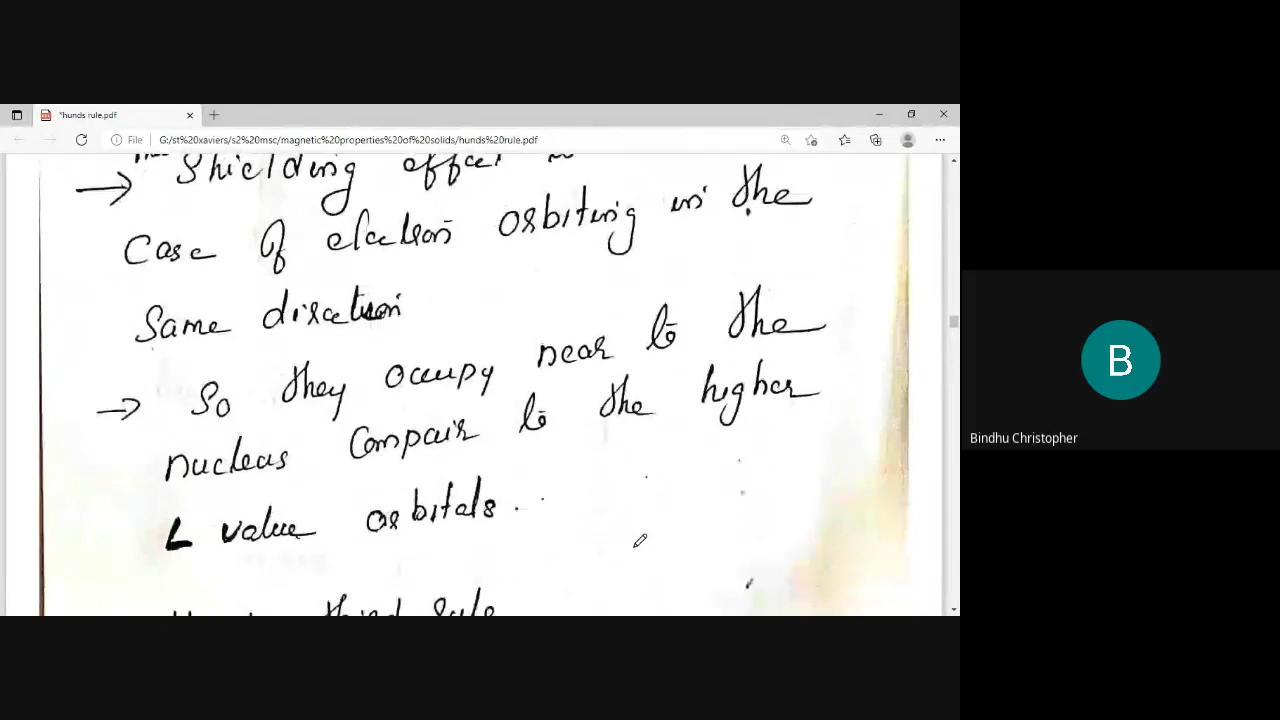 *hunds rule.pdf
File G:/st%20xaviers/s2%20msc/magnetic%20properties%20of%20solids/hunds%20rule.pdf
→ Shielding effect
Case of electron orbiting in the
Same direction
→ So they occupy near to the
nucleus Compair to the higher
L value orbitals.
third rule
B
Bindhu Christopher